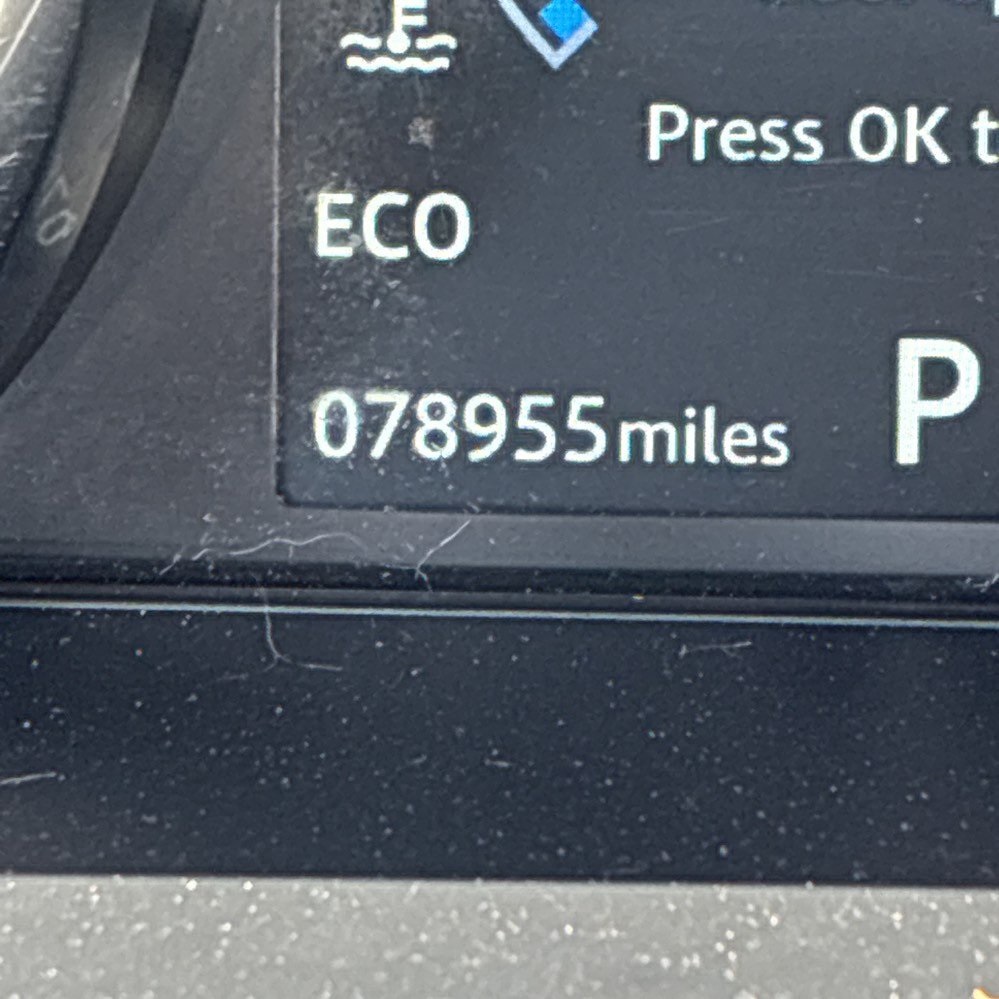 Press OK t
ECO
078955miles
P